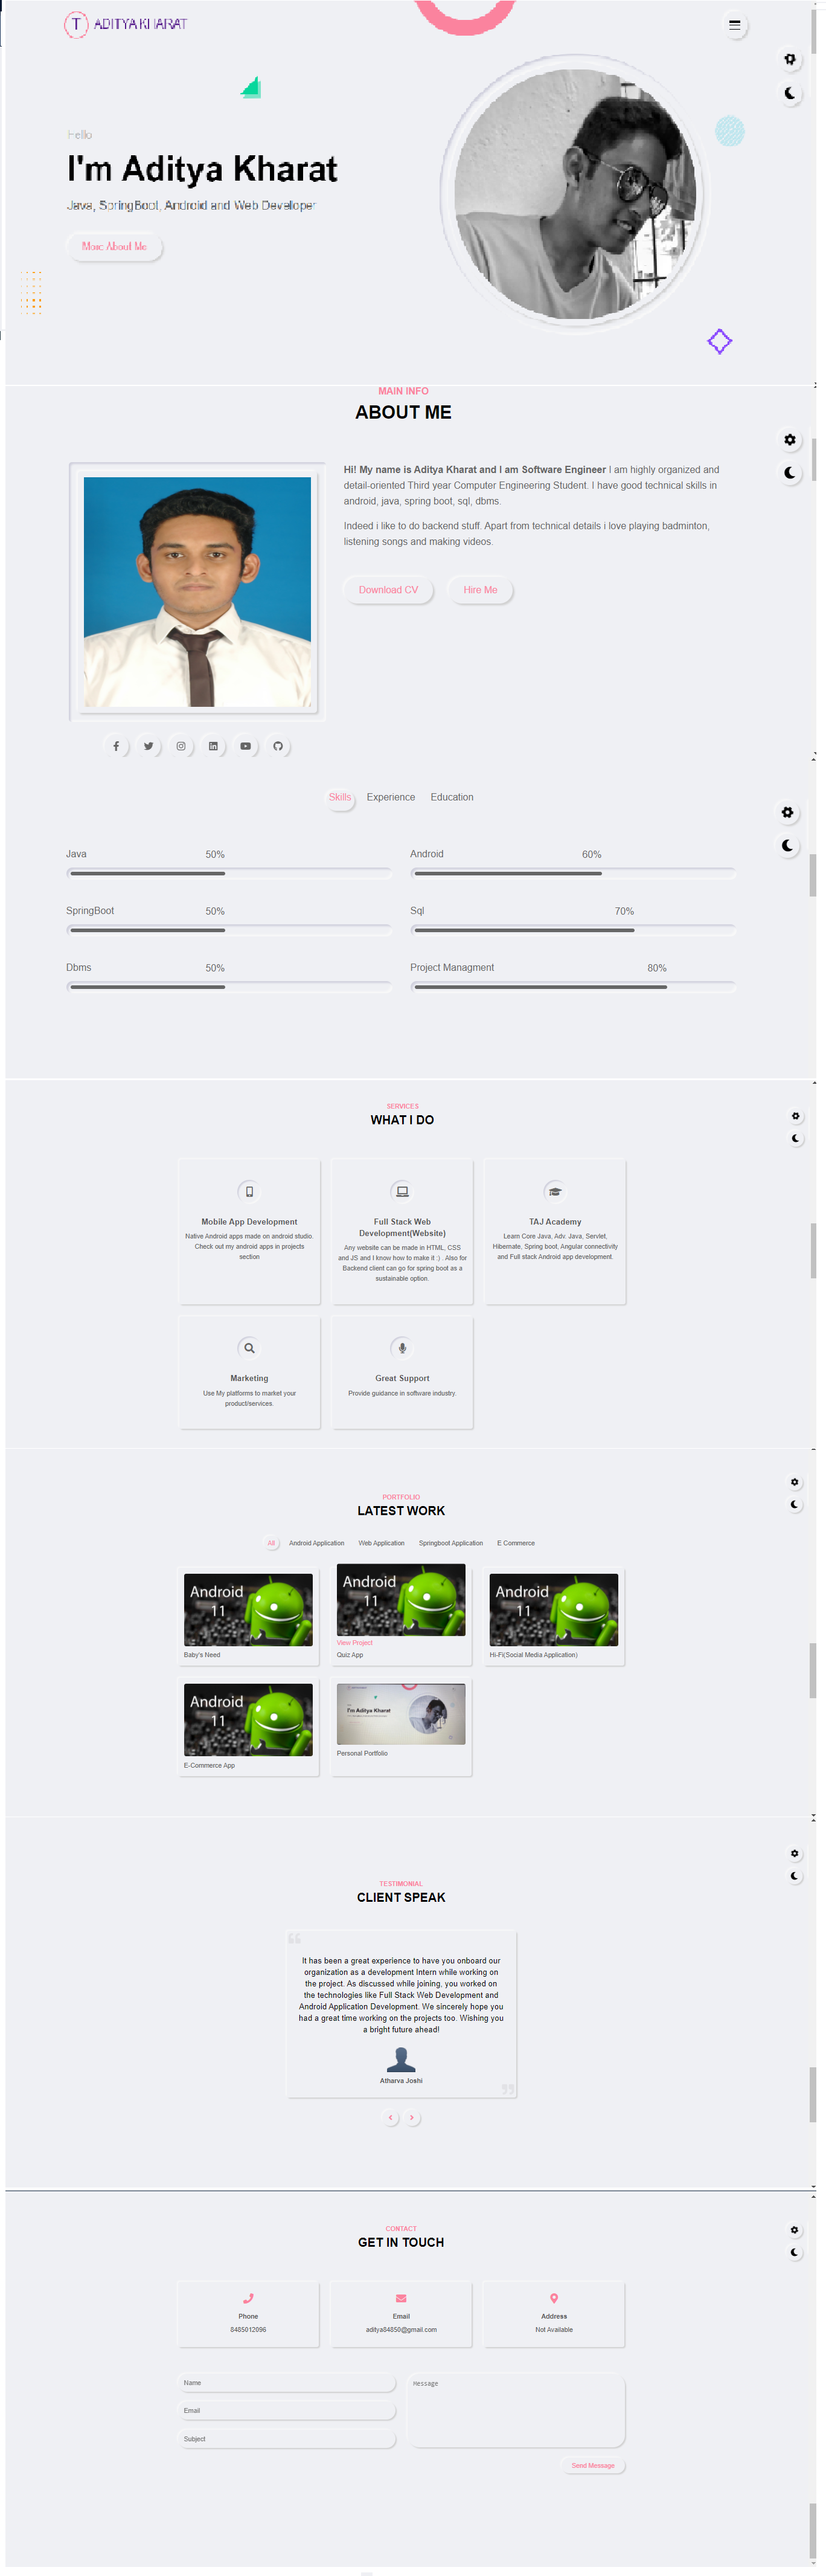 T ADITYA KHARAT
Hello
I'm Aditya Kharat
Java, SpringBoot, Android and Web Developer
More About Me
MAIN INFO
ABOUT ME
Hi! My name is Aditya Kharat and I am Software Engineer I am highly organized and
detail-oriented Third year Computer Engineering Student. I have good technical skills in
android, java, spring boot, sql, dbms.
Indeed i like to do backend stuff. Apart from technical details i love playing badminton,
listening songs and making videos.
Download CV Hire Me
Skills Experience Education
Java 50% Android 60%
SpringBoot 50% Sql 70%
Dbms 50% Project Managment 80%
SERVICES
WHAT I DO
Mobile App Development
Native Android apps made on android studio.
Check out my android apps in projects
section
Full Stack Web
Development(Website)
Any website can be made in HTML, CSS
and JS and I know how to make it :) . Also for
Backend client can go for spring boot as a
sustainable option.
TAJ Academy
Learn Core Java, Adv. Java, Servlet,
Hibernate, Spring boot, Angular connectivity
and Full stack Android app development.
Marketing
Use My platforms to market your
product/services.
Great Support
Provide guidance in software industry.
PORTFOLIO
LATEST WORK
All Android Application Web Application Springboot Application E Commerce
Android
11
Baby's Need
Android
11
View Project
Quiz App
Android
11
Hi-Fi(Social Media Application)
Android
11
E-Commerce App
I'm Aditya Kharat
Personal Portfolio
TESTIMONIAL
CLIENT SPEAK
It has been a great experience to have you onboard our
organization as a development Intern while working on
the project. As discussed while joining, you worked on
the technologies like Full Stack Web Development and
Android Application Development. We sincerely hope you
had a great time working on the projects too. Wishing you
a bright future ahead!
Atharva Joshi
CONTACT
GET IN TOUCH
Phone
8485012096
Email
aditya84850@gmail.com
Address
Not Available
Name
Email
Subject
Message
Send Message